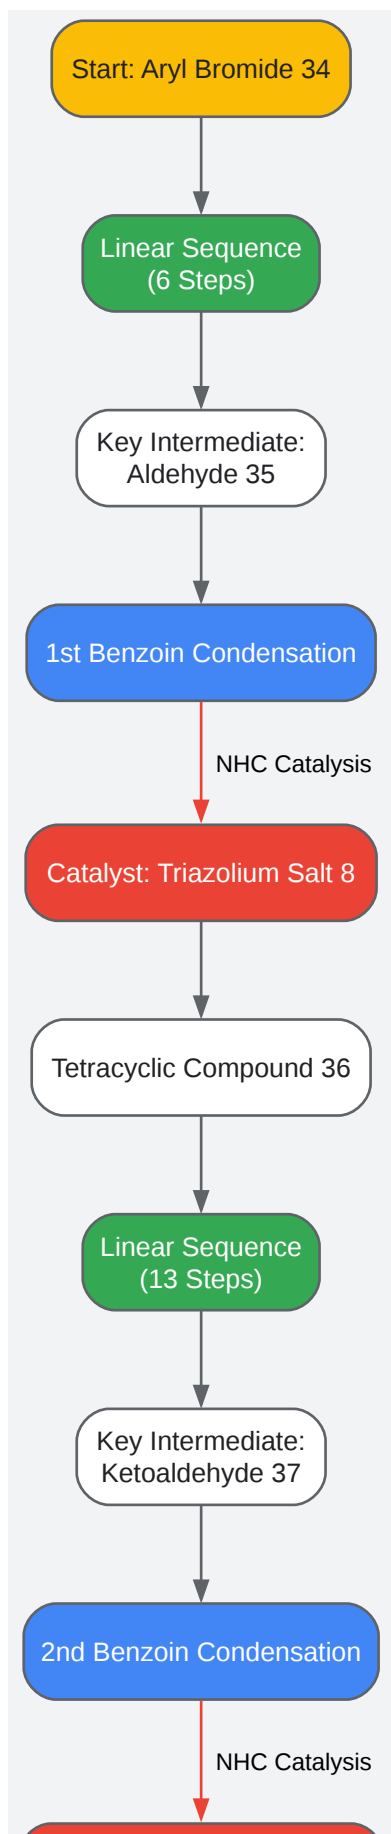 Start: Aryl Bromide 34
Linear Sequence
(6 Steps)
Key Intermediate:
Aldehyde 35
1st Benzoin Condensation
NHC Catalysis
Catalyst: Triazolium Salt 8
Tetracyclic Compound 36
Linear Sequence
(13 Steps)
Key Intermediate:
Ketoaldehyde 37
2nd Benzoin Condensation
NHC Catalysis